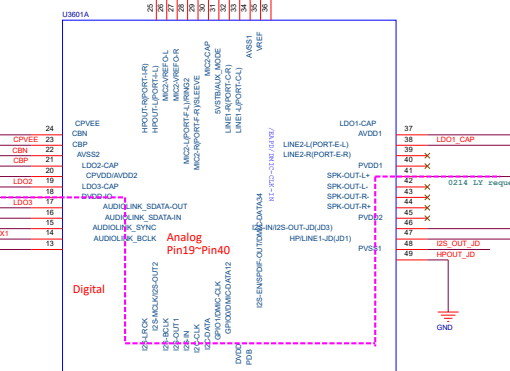 U3601A
25
26
27
28
29
30
31
32
33
34
35
36
HPOUT-R(PORT-I-R)
HPOUT-L(PORT-I-L)
MIC2-VREFO-L
MIC2-VREFO-R
MIC2-L(PORT-F-L)/RING2
MIC2-R(PORT-F-R)/SLEEVE
MIC2-CAP
5VSTB/AUX_MODE
LINE1-R(PORT-C-R)
LINE1-L(PORT-C-L)
AVSS1
VREF
24
CPVEE
CPVEE
23
CBN
CBN
22
CBP
CBP
21
AVSS2
20
LDO2-CAP
LDO2
19
CPVDD/AVDD2
18
LDO3-CAP
LDO3
17
DVDD-IO
16
AUDIOLINK_SDATA-OUT
15
AUDIOLINK_SDATA-IN
X1
14
AUDIOLINK_SYNC
13
AUDIOLINK_BCLK
LDO1-CAP
37
AVDD1
38
LDO1_CAP
LINE2-L(PORT-E-L)
39
LINE2-R(PORT-E-R)
40
PVDD1
41
SPK-OUT-L+
42
0214 LY reque
SPK-OUT-L-
43
SPK-OUT-R-
44
SPK-OUT-R+
45
PVDD2
46
I2S-IN/I2S-OUT-JD(JD3)
47
HP/LINE1-JD(JD1)
48
I2S_OUT_JD
PVSS1
49
HPOUT_JD
GND
Analog
Pin19~Pin40
Digital
I2S-LRCK
I2S-MCLK/I2S-OUT2
I2S-BCLK
I2S-OUT1
I2S-IN
I2C-CLK
I2C-DATA
GPIO1/DMIC-CLK
GPIO0/DMIC-DATA12
DVDD
PDB
I2S-EN/SPDIF-OUT/DMIC-DATA34